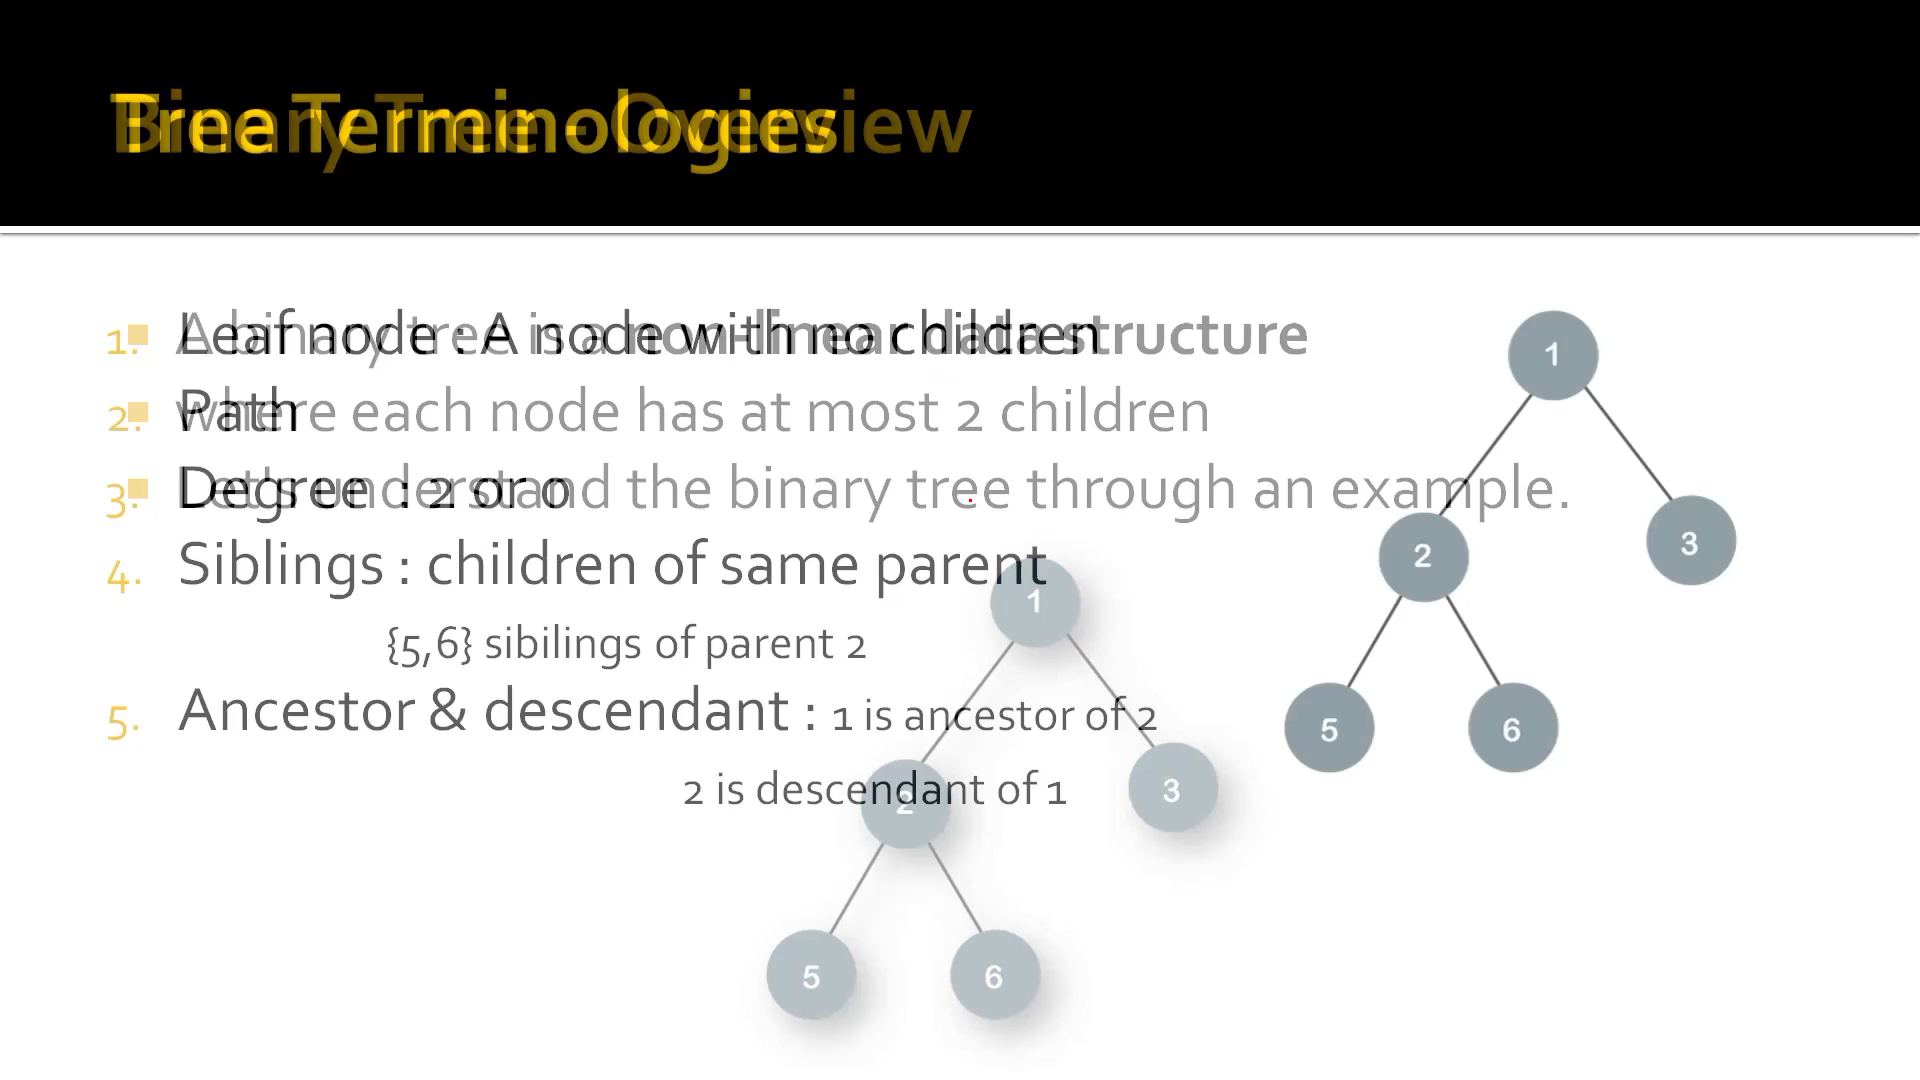 Tree Terminologies
Binary Tree - Overview
1. Leaf node : A node with no children
2. Path
3. Degree : 2 or 0
4. Siblings : children of same parent
{5,6} sibilings of parent 2
5. Ancestor & descendant : 1 is ancestor of 2
2 is descendant of 1
1
2
3
5
6
■ A binary tree is a non-linear data structure
■ where each node has at most 2 children
■ Let's understand the binary tree through an example.
1
2
3
5
6